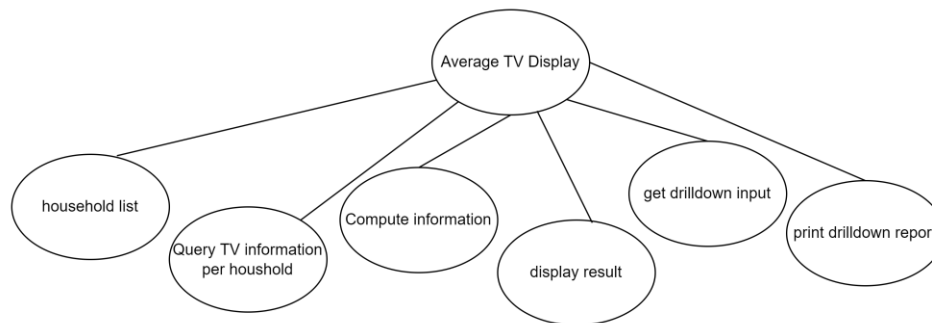 Average TV Display
household list
Query TV information
per houshold
Compute information
display result
get drilldown input
print drilldown repor